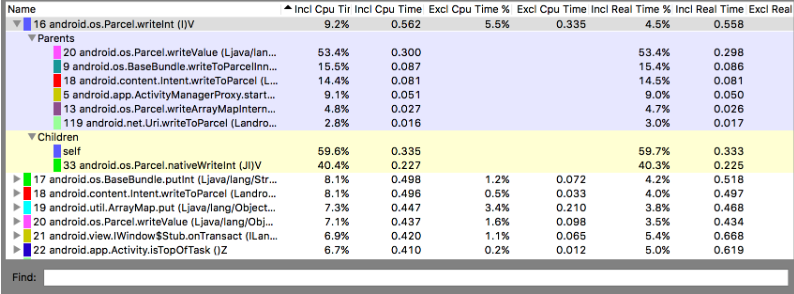 Name Incl Cpu Tir Incl Cpu Time Excl Cpu Time % Excl Cpu Time Incl Real Time % Incl Real Time Excl Real
16 android.os.Parcel.writeInt (I)V 9.2% 0.562 5.5% 0.335 4.5% 0.558
Parents
20 android.os.Parcel.writeValue (Ljava/lan... 53.4% 0.300 53.4% 0.298
9 android.os.BaseBundle.writeToParcelInn... 15.5% 0.087 15.4% 0.086
18 android.content.Intent.writeToParcel (L... 14.4% 0.081 14.5% 0.081
5 android.app.ActivityManagerProxy.start... 9.1% 0.051 9.0% 0.050
13 android.os.Parcel.writeArrayMapIntern... 4.8% 0.027 4.7% 0.026
119 android.net.Uri.writeToParcel (Landro... 2.8% 0.016 3.0% 0.017
Children
self 59.6% 0.335 59.7% 0.333
33 android.os.Parcel.nativeWriteInt (JI)V 40.4% 0.227 40.3% 0.225
17 android.os.BaseBundle.putInt (Ljava/lang/Str... 8.1% 0.498 1.2% 0.072 4.2% 0.518
18 android.content.Intent.writeToParcel (Landro... 8.1% 0.496 0.5% 0.033 4.0% 0.497
19 android.util.ArrayMap.put (Ljava/lang/Object... 7.3% 0.447 3.4% 0.210 3.8% 0.468
20 android.os.Parcel.writeValue (Ljava/lang/Obj... 7.1% 0.437 1.6% 0.098 3.5% 0.434
21 android.view.IWindow$Stub.onTransact (ILan... 6.9% 0.420 1.1% 0.065 5.4% 0.668
22 android.app.Activity.isTopOfTask ()Z 6.7% 0.410 0.2% 0.012 5.0% 0.619
Find: